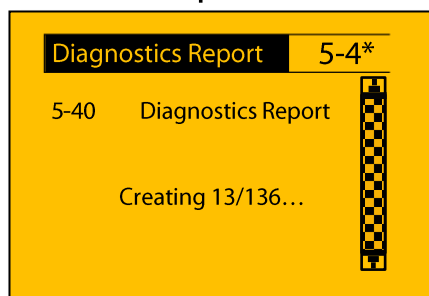 Diagnostics Report 5-4*
5-40 Diagnostics Report
Creating 13/136...